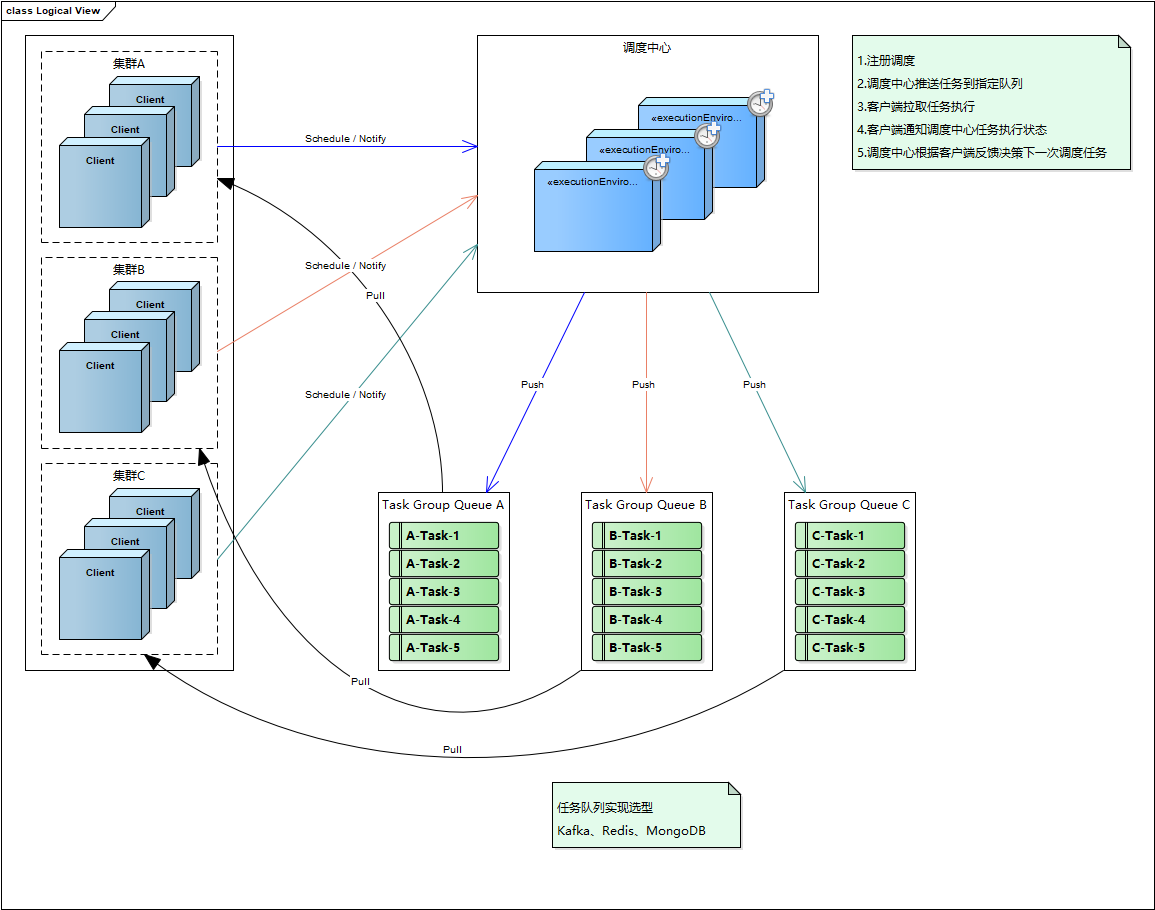 class Logical View
集群A
Client
Client
Client
集群B
Client
Client
Client
集群C
Client
Client
Client
Schedule / Notify
Schedule / Notify
Schedule / Notify
Pull
调度中心
«executionEnviro...
«executionEnviro...
«executionEnviro...
1.注册调度
2.调度中心推送任务到指定队列
3.客户端拉取任务执行
4.客户端通知调度中心任务执行状态
5.调度中心根据客户端反馈决策下一次调度任务
Push
Push
Push
Task Group Queue A
A-Task-1
A-Task-2
A-Task-3
A-Task-4
A-Task-5
Task Group Queue B
B-Task-1
B-Task-2
B-Task-3
B-Task-4
B-Task-5
Task Group Queue C
C-Task-1
C-Task-2
C-Task-3
C-Task-4
C-Task-5
Pull
Pull
任务队列实现选型
Kafka、Redis、MongoDB